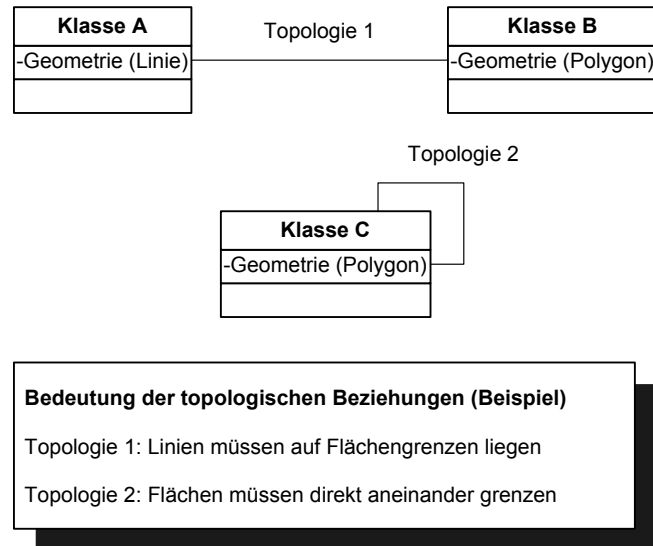 Klasse A
Topologie 1
Klasse B
-Geometrie (Linie)
-Geometrie (Polygon)
Topologie 2
Klasse C
-Geometrie (Polygon)
Bedeutung der topologischen Beziehungen (Beispiel)
Topologie 1: Linien müssen auf Flächengrenzen liegen
Topologie 2: Flächen müssen direkt aneinander grenzen